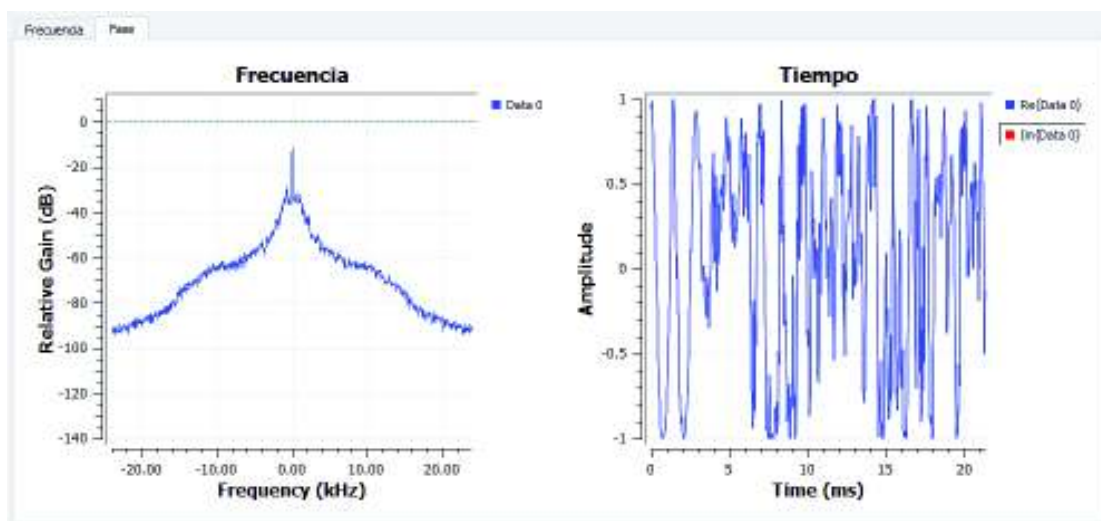 Frecuencia
Frecuencia
Data 0
0
-20
-40
-60
-80
-100
-120
-140
Relative Gain (dB)
-20.00 -10.00 0.00 10.00 20.00
Frequency (kHz)
Tiempo
Re{Data 0}
Im{Data 0}
1
0.5
0
-0.5
-1
Amplitude
0 5 10 15 20
Time (ms)